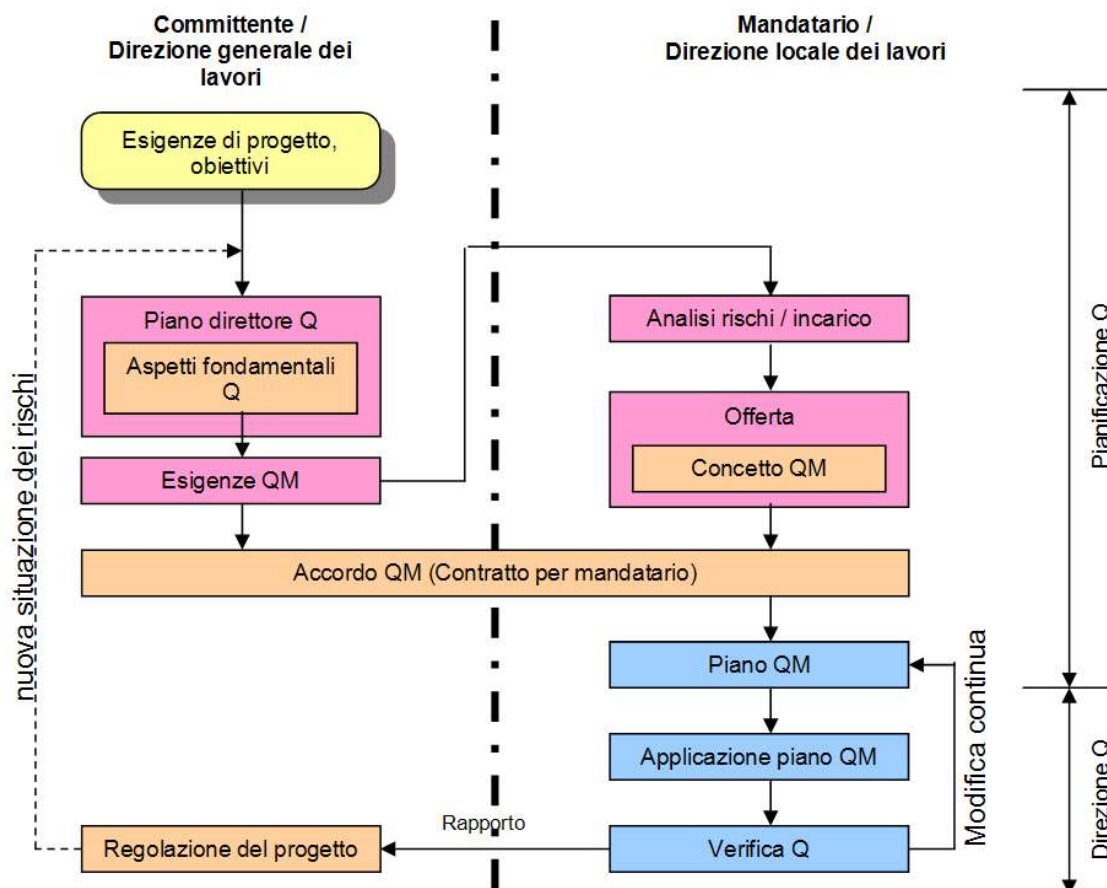 Committente /
Direzione generale dei
lavori
Mandatario /
Direzione locale dei lavori
Esigenze di progetto,
obiettivi
Piano direttore Q
Aspetti fondamentali
Q
Esigenze QM
Analisi rischi / incarico
Offerta
Concetto QM
Accordo QM (Contratto per mandatario)
Piano QM
Applicazione piano QM
Verifica Q
Rapporto
Regolazione del progetto
nuova situazione dei rischi
Modifica continua
Pianificazione Q
Direzione Q